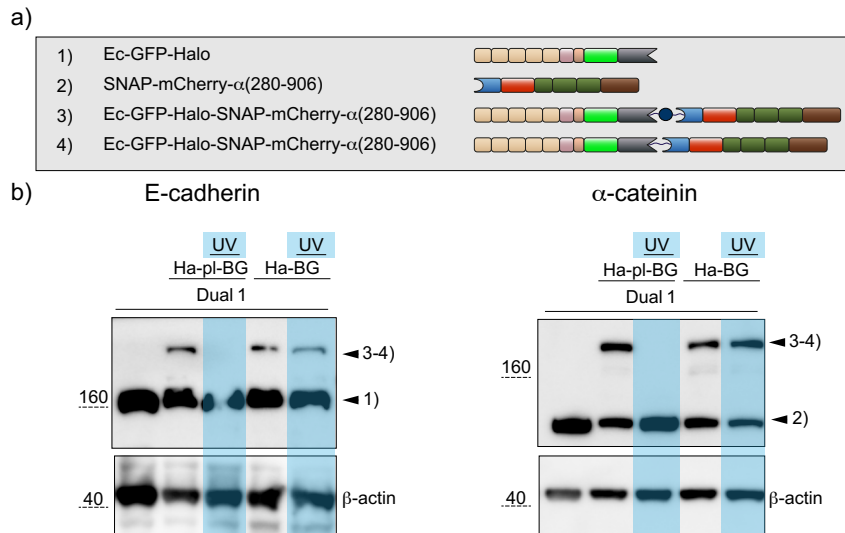 a)
1) Ec-GFP-Halo
2) SNAP-mCherry-α(280-906)
3) Ec-GFP-Halo-SNAP-mCherry-α(280-906)
4) Ec-GFP-Halo-SNAP-mCherry-α(280-906)
b)
E-cadherin
UV UV
Ha-pl-BG Ha-BG
Dual 1
3-4)
160
1)
40
β-actin
α-cateinin
UV UV
Ha-pl-BG Ha-BG
Dual 1
3-4)
160
2)
40
β-actin